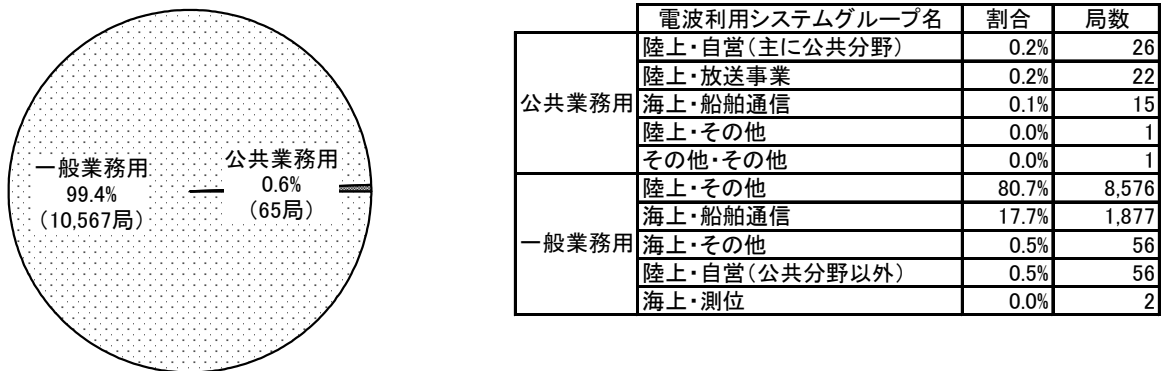 一般業務用
99.4%
（10,567局）
公共業務用
0.6%
（65局）
電波利用システムグループ名 割合 局数
公共業務用
陸上・自営（主に公共分野） 0.2% 26
陸上・放送事業 0.2% 22
海上・船舶通信 0.1% 15
陸上・その他 0.0% 1
その他・その他 0.0% 1
一般業務用
陸上・その他 80.7% 8,576
海上・船舶通信 17.7% 1,877
海上・その他 0.5% 56
陸上・自営（公共分野以外） 0.5% 56
海上・測位 0.0% 2